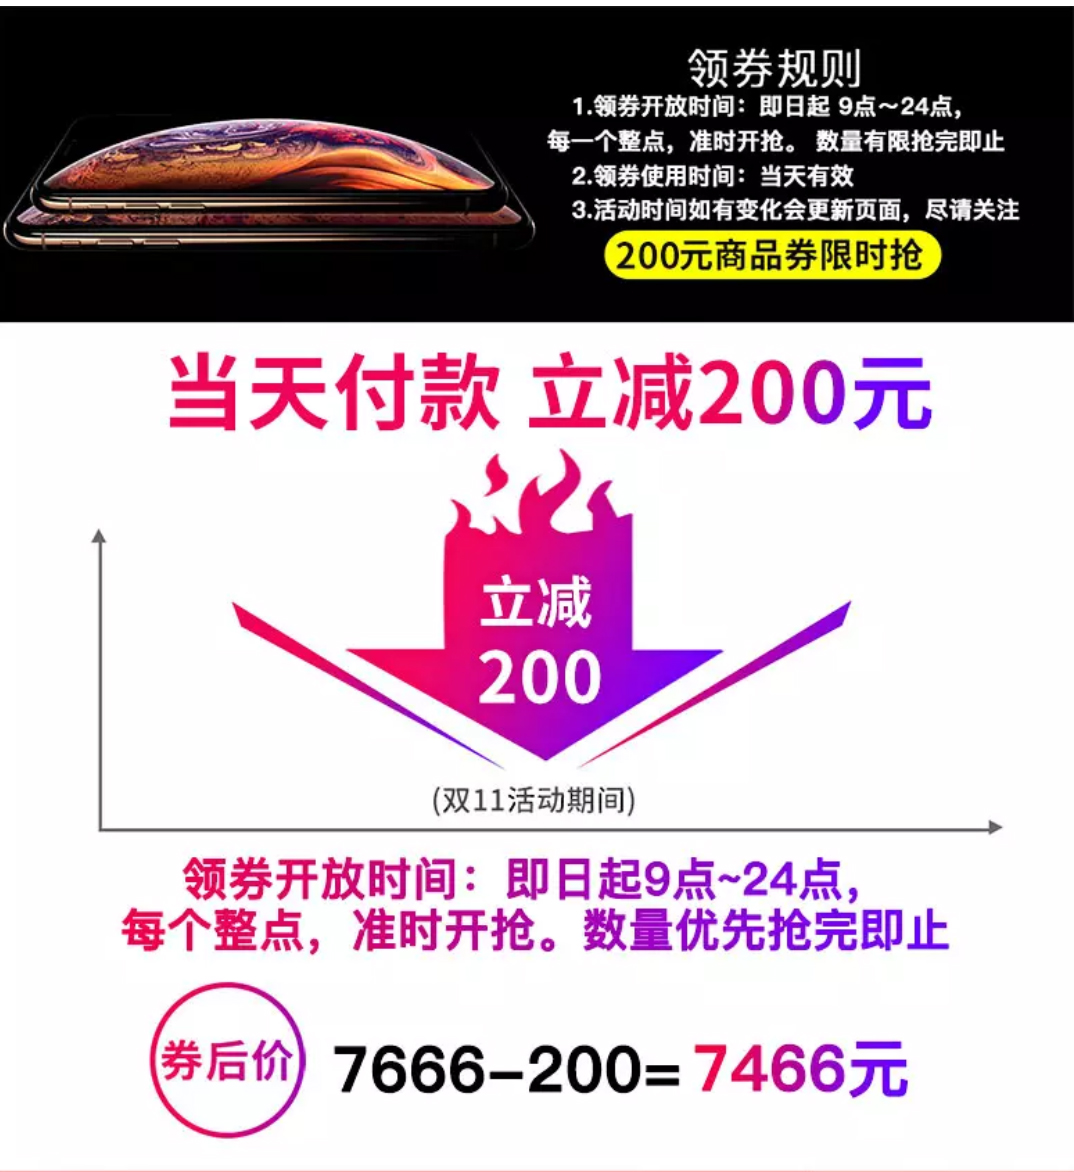 领券规则
1.领券开放时间：即日起 9点～24点，
每一个整点，准时开抢。 数量有限抢完即止
2.领券使用时间：当天有效
3.活动时间如有变化会更新页面，尽请关注
200元商品券限时抢
当天付款 立减200元
立减
200
(双11活动期间)
领券开放时间：即日起9点~24点，
每个整点，准时开抢。数量优先抢完即止
券后价 7666-200=7466元